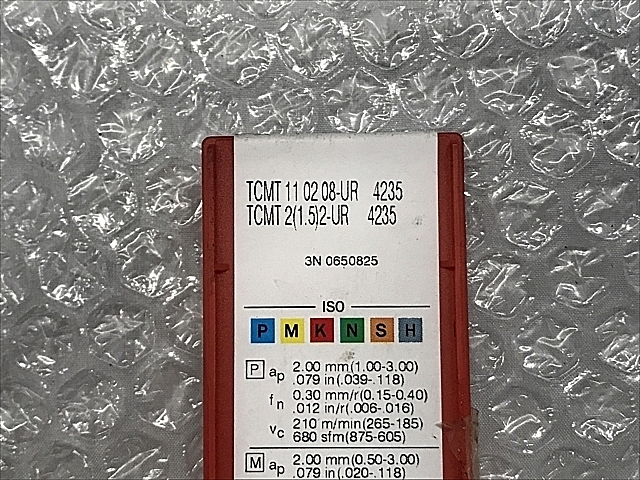 TCMT 11 02 08-UR 4235
TCMT 2(1.5)2-UR 4235
3N 0650825
ISO
P M K N S H
P ap 2.00 mm(1.00-3.00)
.079 in(.039-.118)
fn 0.30 mm/r(0.15-0.40)
.012 in/r(.006-.016)
vc 210 m/min(265-185)
680 sfm(875-605)
M ap 2.00 mm(0.50-3.00)
.079 in(.020-.118)